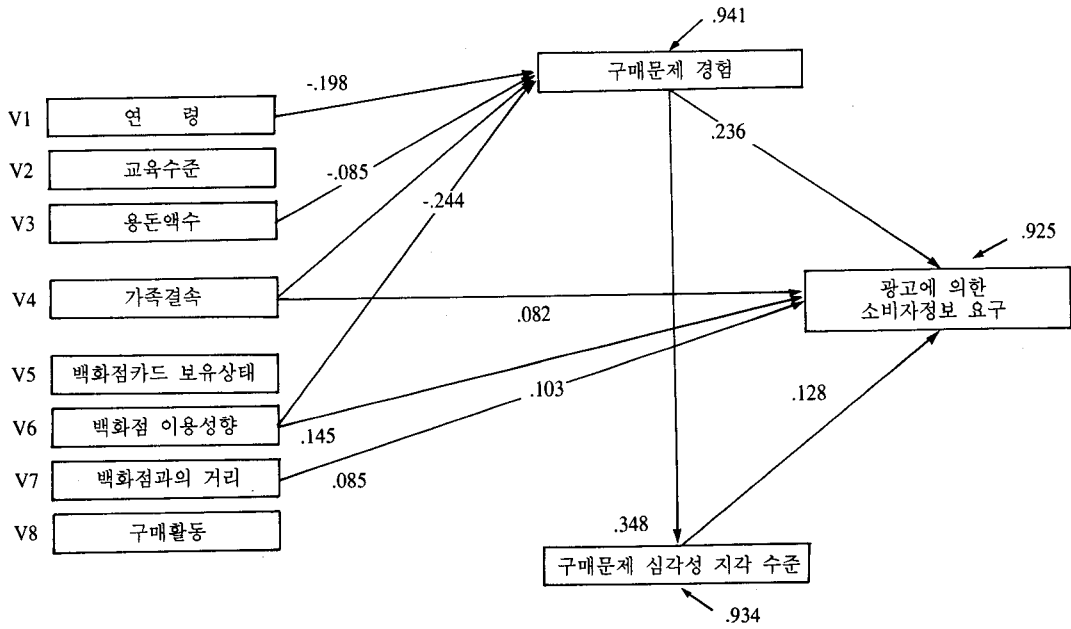 .941
구매문제 경험
-.198
V1 연 령
.236
V2 교육수준
-.085
-.244
V3 용돈액수
.925
V4 가족결속
광고에 의한
소비자정보 요구
.082
V5 백화점카드 보유상태
.103
.128
V6 백화점 이용성향
.145
V7 백화점과의 거리
.085
V8 구매활동
.348
구매문제 심각성 지각 수준
.934